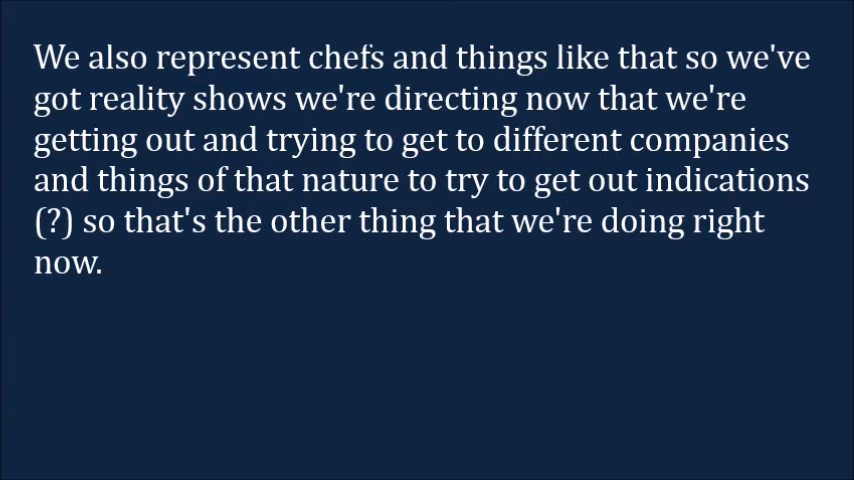 We also represent chefs and things like that so we've
got reality shows we're directing now that we're
getting out and trying to get to different companies
and things of that nature to try to get out indications
(?) so that's the other thing that we're doing right
now.